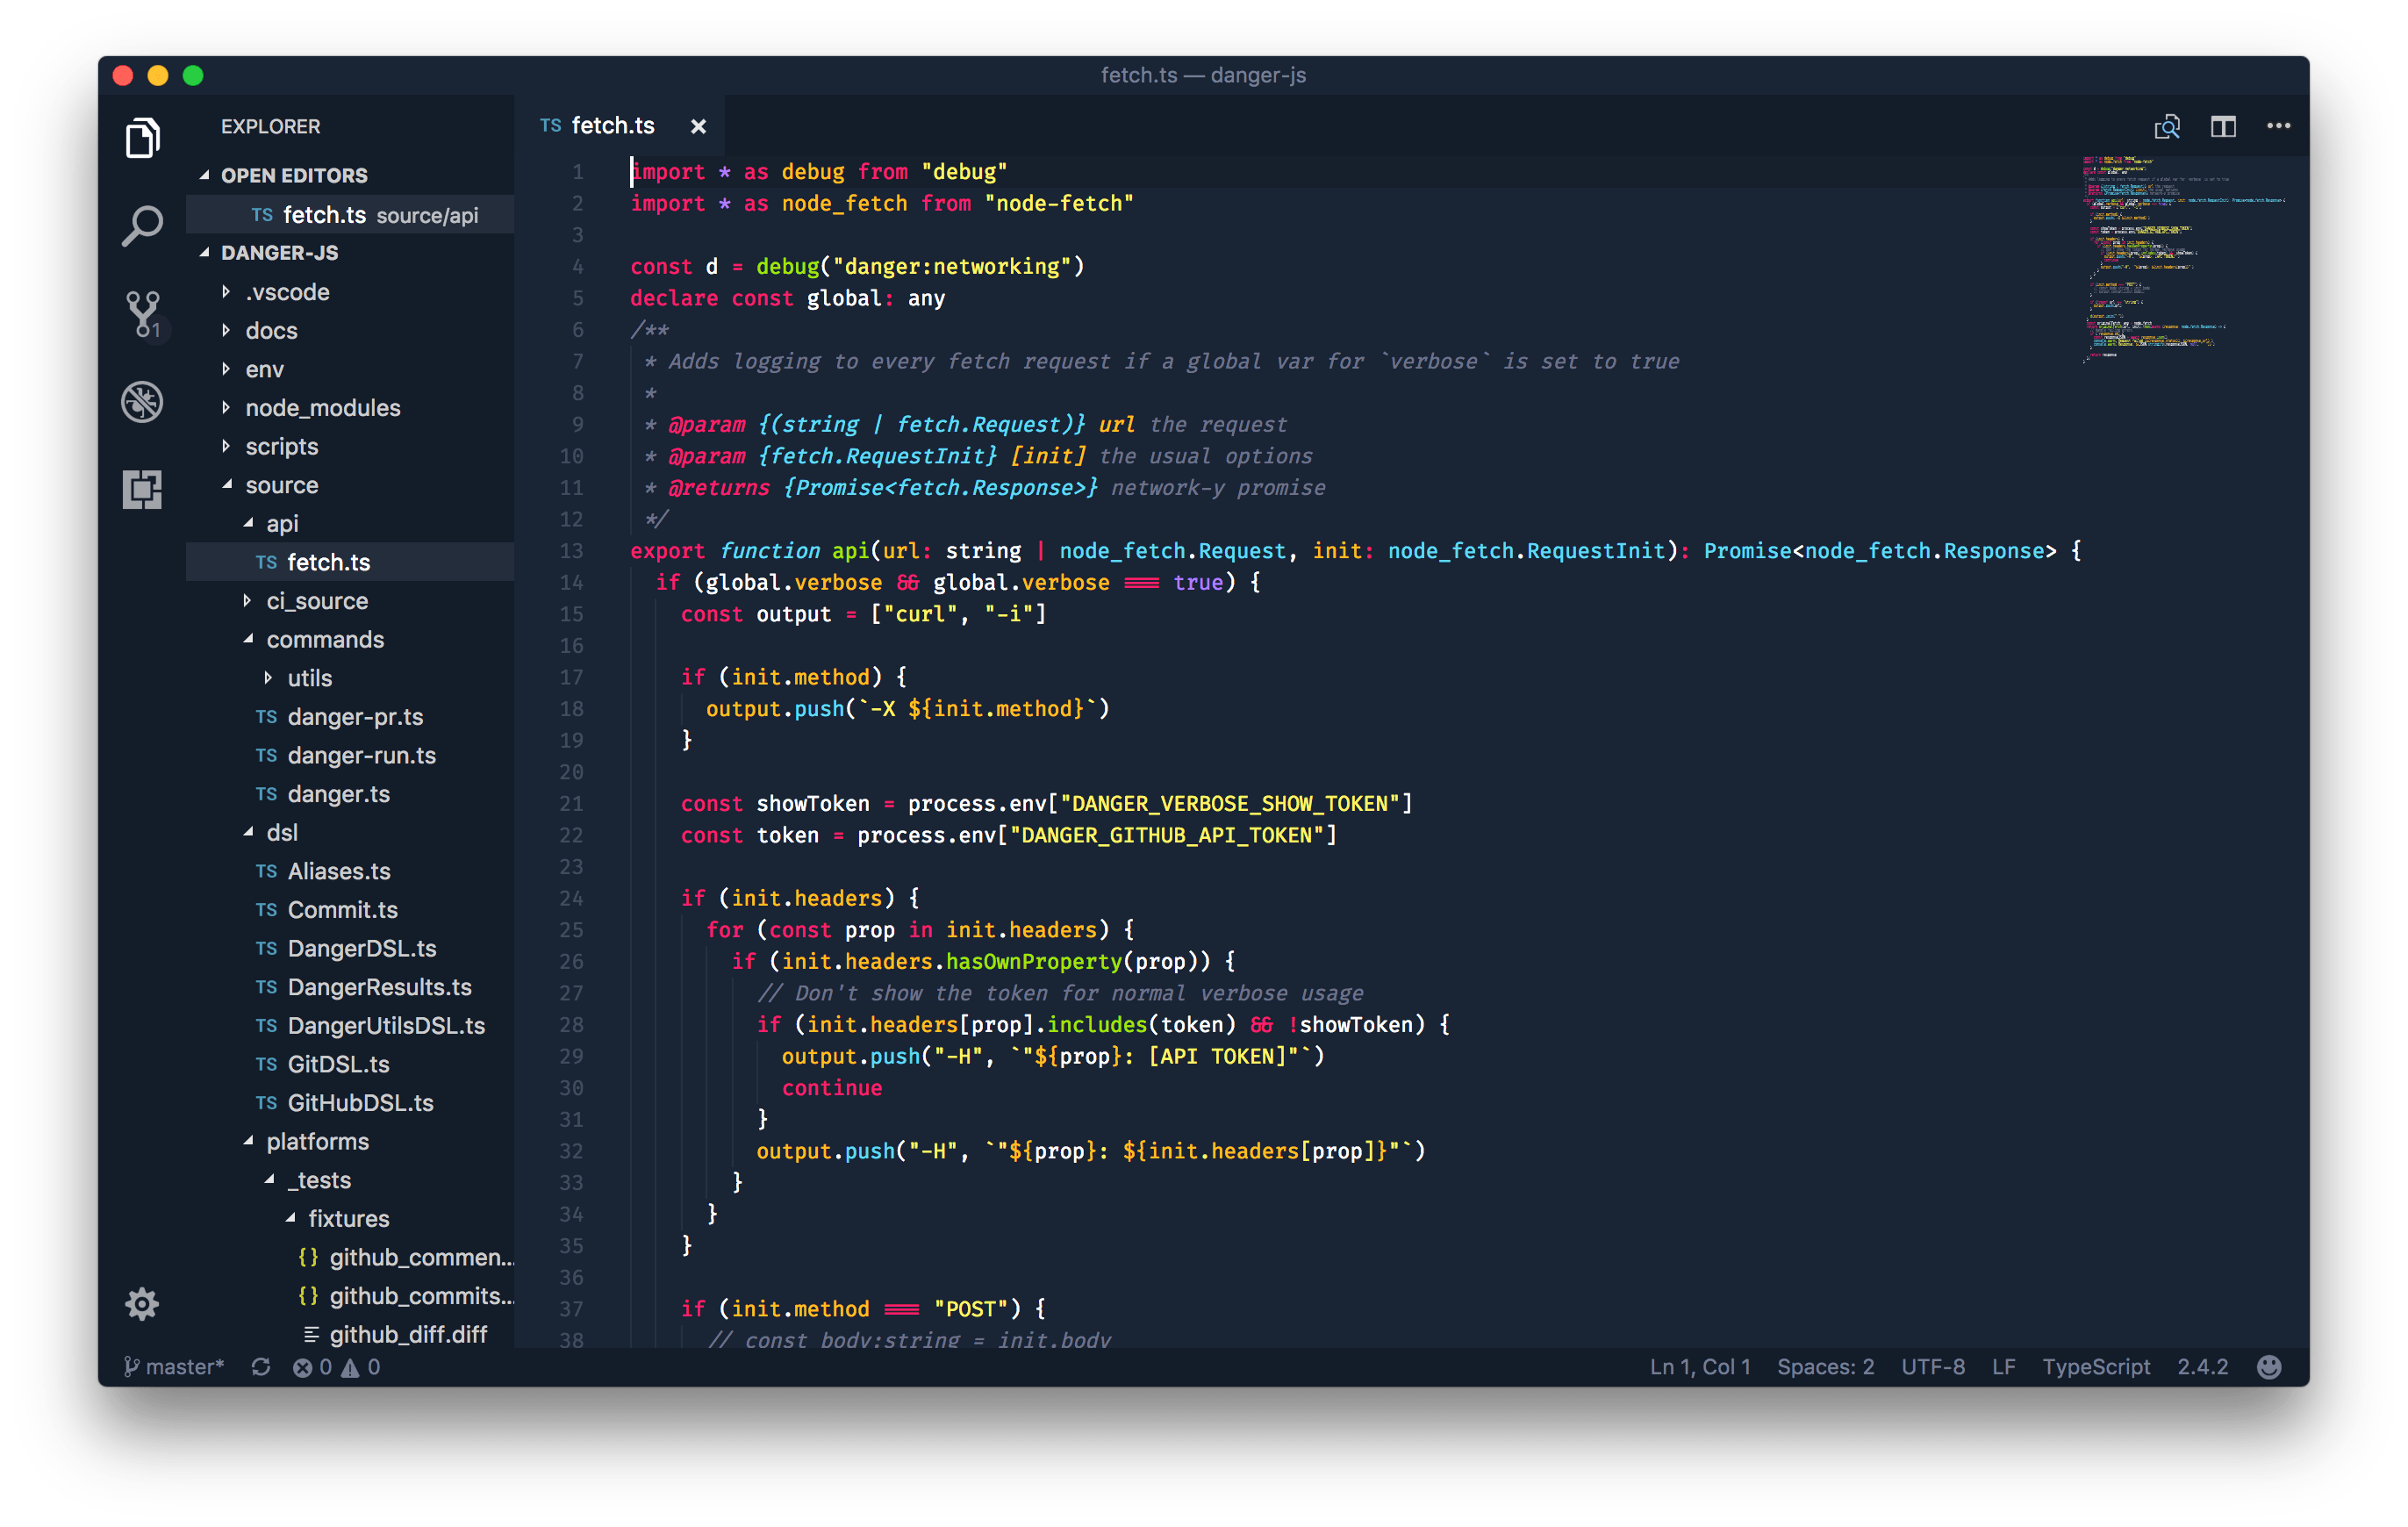 fetch.ts — danger-js
EXPLORER
OPEN EDITORS
TS fetch.ts source/api
DANGER-JS
.vscode
docs
env
node_modules
scripts
source
api
TS fetch.ts
ci_source
commands
utils
TS danger-pr.ts
TS danger-run.ts
TS danger.ts
dsl
TS Aliases.ts
TS Commit.ts
TS DangerDSL.ts
TS DangerResults.ts
TS DangerUtilsDSL.ts
TS GitDSL.ts
TS GitHubDSL.ts
platforms
_tests
fixtures
{} github_commen...
{} github_commits...
github_diff.diff
1
TS fetch.ts ×
1 import * as debug from "debug"
2 import * as node_fetch from "node-fetch"
3
4 const d = debug("danger:networking")
5 declare const global: any
6 /**
7 * Adds logging to every fetch request if a global var for `verbose` is set to true
8 *
9 * @param {(string | fetch.Request)} url the request
10 * @param {fetch.RequestInit} [init] the usual options
11 * @returns {Promise<fetch.Response>} network-y promise
12 */
13 export function api(url: string | node_fetch.Request, init: node_fetch.RequestInit): Promise<node_fetch.Response> {
14 if (global.verbose && global.verbose === true) {
15 const output = ["curl", "-i"]
16
17 if (init.method) {
18 output.push(`-X ${init.method}`)
19 }
20
21 const showToken = process.env["DANGER_VERBOSE_SHOW_TOKEN"]
22 const token = process.env["DANGER_GITHUB_API_TOKEN"]
23
24 if (init.headers) {
25 for (const prop in init.headers) {
26 if (init.headers.hasOwnProperty(prop)) {
27 // Don't show the token for normal verbose usage
28 if (init.headers[prop].includes(token) && !showToken) {
29 output.push("-H", `"${prop}: [API TOKEN]"`)
30 continue
31 }
32 output.push("-H", `"${prop}: ${init.headers[prop]}"`)
33 }
34 }
35 }
36
37 if (init.method === "POST") {
38 // const body:string = init.body
master* 0 0
Ln 1, Col 1 Spaces: 2 UTF-8 LF TypeScript 2.4.2